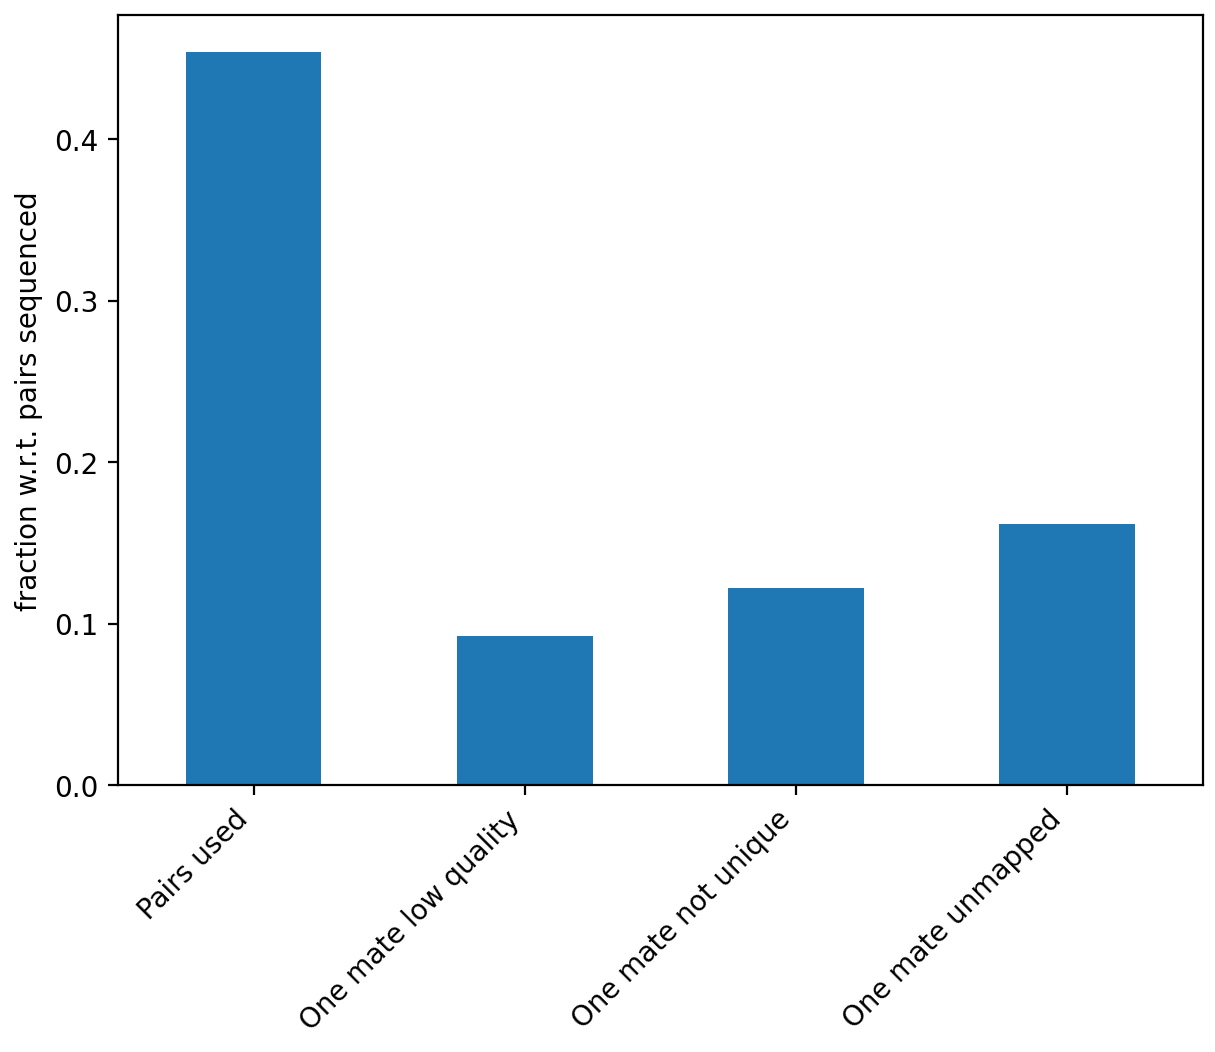 fraction w.r.t. pairs sequenced
0.4
0.3
0.2
0.1
0.0
Pairs used
One mate low quality
One mate not unique
One mate unmapped